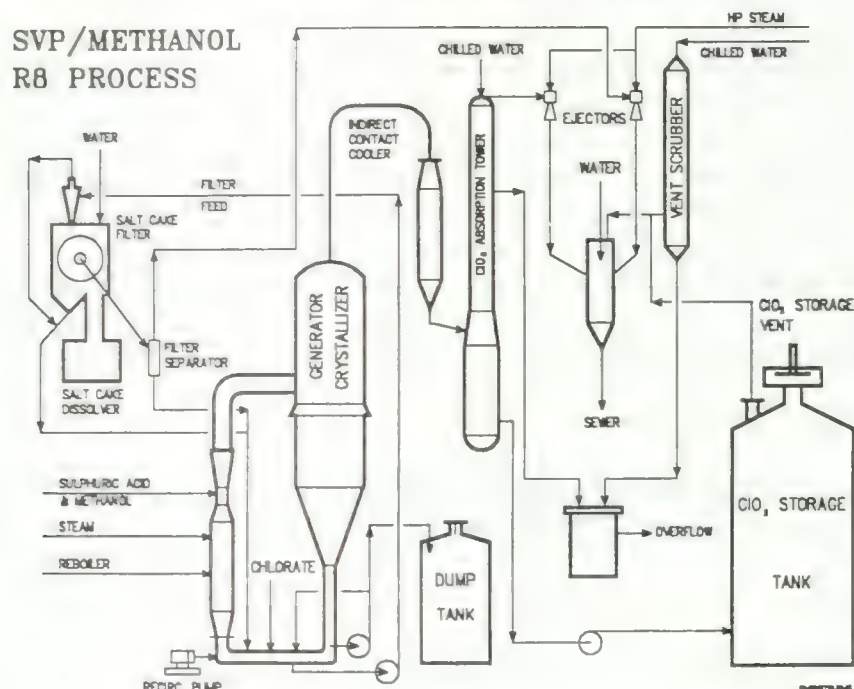 SVP/METHANOL
R8 PROCESS
HP STEAM
CHILLED WATER
CHILLED WATER
INDIRECT
CONTACT
COOLER
EJECTORS
WATER
WATER
FILTER
FEED
SALT CAKE
FILTER
ClO₂ ABSORPTION TOWER
VENT SCRUBBER
GENERATOR
CRYSTALLIZER
ClO₂ STORAGE
VENT
FILTER
SEPARATOR
SALT CAKE
DISSOLVER
SEWER
SULPHURIC ACID
& METHANOL
STEAM
REBOILER
CHLORATE
DUMP
TANK
OVERFLOW
ClO₂ STORAGE
TANK
RECIRC. PUMP